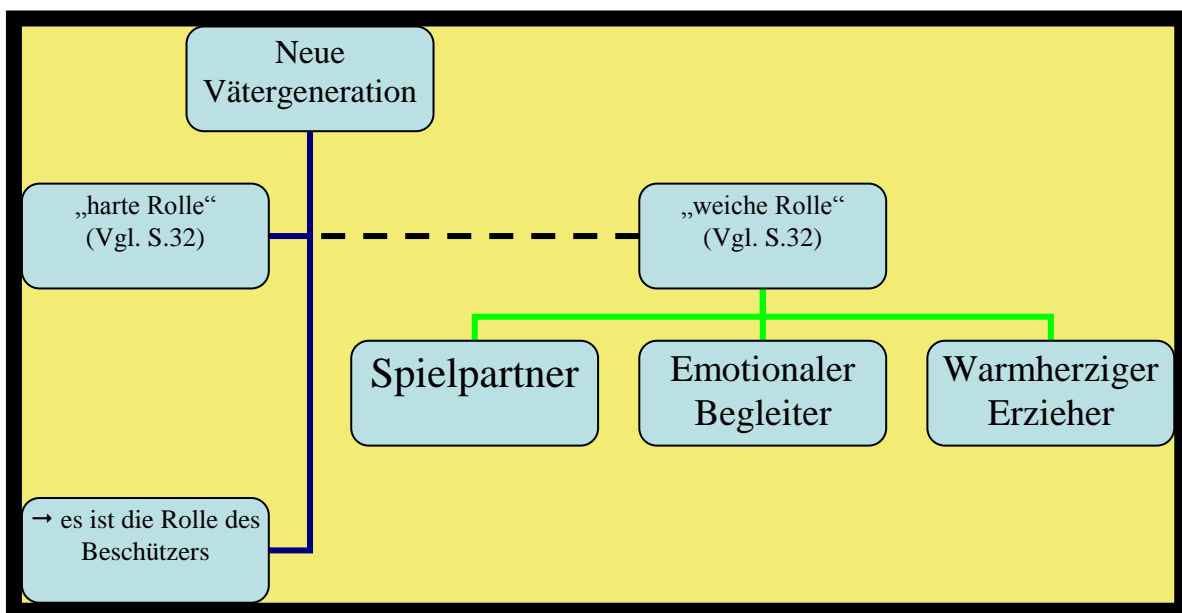 Neue
Vätergeneration
„harte Rolle“
(Vgl. S.32)
„weiche Rolle“
(Vgl. S.32)
Spielpartner
Emotionaler
Begleiter
Warmherziger
Erzieher
→ es ist die Rolle des
Beschützers